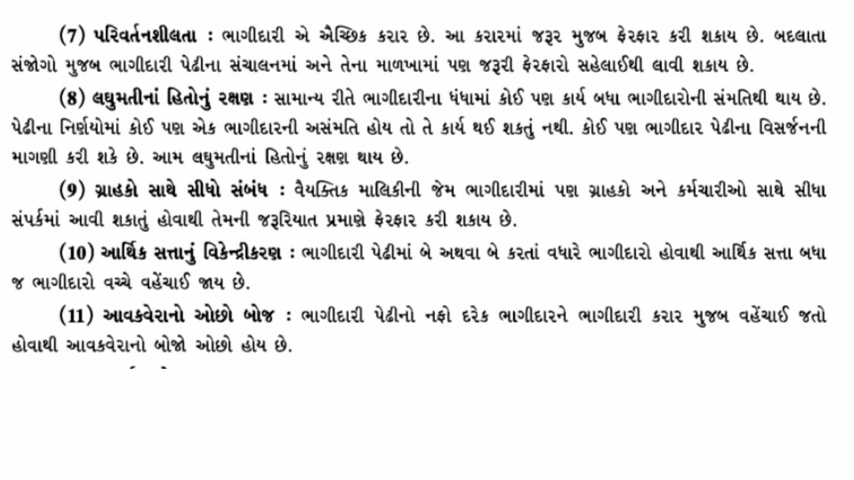 (7) પરિવર્તનશીલતા : ભાગીદારી એ ઐચ્છિક કરાર છે. આ કરારમાં જરૂર મુજબ ફેરફાર કરી શકાય છે. બદલાતા
સંજોગો મુજબ ભાગીદારી પેઢીના સંચાલનમાં અને તેના માળખામાં પણ જરૂરી ફેરફારો સહેલાઈથી લાવી શકાય છે.
(8) લઘુમતીનાં હિતોનું રક્ષણ : સામાન્ય રીતે ભાગીદારીના ધંધામાં કોઈ પણ કાર્ય બધા ભાગીદારોની સંમતિથી થાય છે.
પેઢીના નિર્ણયોમાં કોઈ પણ એક ભાગીદારની અસંમતિ હોય તો તે કાર્ય થઈ શકતું નથી. કોઈ પણ ભાગીદાર પેઢીના વિસર્જનની
માગણી કરી શકે છે. આમ લઘુમતીનાં હિતોનું રક્ષણ થાય છે.
(9) ગ્રાહકો સાથે સીધો સંબંધ : વૈયક્તિક માલિકીની જેમ ભાગીદારીમાં પણ ગ્રાહકો અને કર્મચારીઓ સાથે સીધા
સંપર્કમાં આવી શકાતું હોવાથી તેમની જરૂરિયાત પ્રમાણે ફેરફાર કરી શકાય છે.
(10) આર્થિક સત્તાનું વિકેન્દ્રીકરણ : ભાગીદારી પેઢીમાં બે અથવા બે કરતાં વધારે ભાગીદારો હોવાથી આર્થિક સત્તા બધા
જ ભાગીદારો વચ્ચે વહેંચાઈ જાય છે.
(11) આવકવેરાનો ઓછો બોજ : ભાગીદારી પેઢીનો નફો દરેક ભાગીદારને ભાગીદારી કરાર મુજબ વહેંચાઈ જતો
હોવાથી આવકવેરાનો બોજો ઓછો હોય છે.